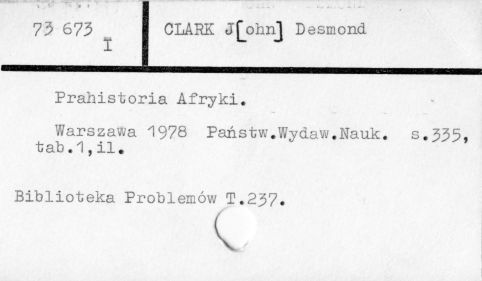 73 673 I
CLARK J[ohn] Desmond
Prahistoria Afryki.
Warszawa 1978 Państw.Wydaw.Nauk. s.335,
tab.1,il.
Biblioteka Problemów T.237.